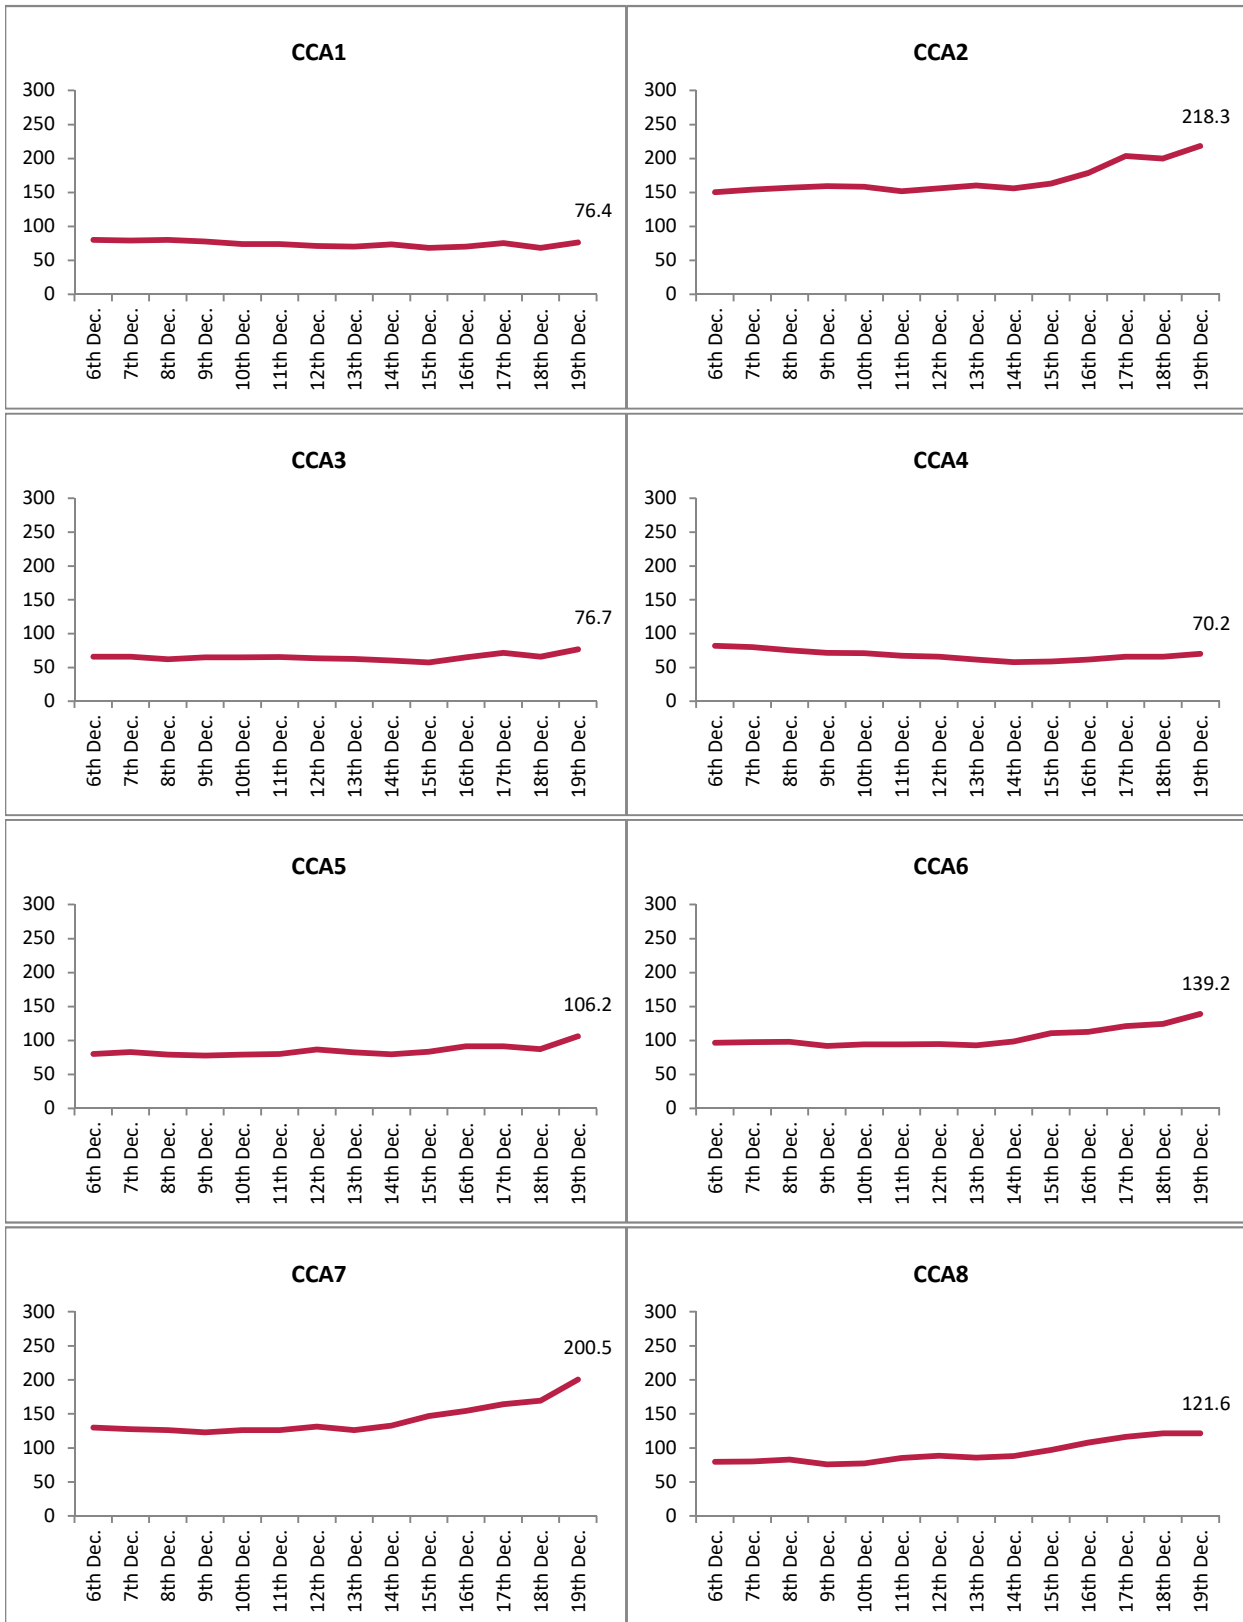 CCA1
300
250
200
150
100
50
0
76.4
6th Dec.
7th Dec.
8th Dec.
9th Dec.
10th Dec.
11th Dec.
12th Dec.
13th Dec.
14th Dec.
15th Dec.
16th Dec.
17th Dec.
18th Dec.
19th Dec.
CCA2
300
250
200
150
100
50
0
218.3
6th Dec.
7th Dec.
8th Dec.
9th Dec.
10th Dec.
11th Dec.
12th Dec.
13th Dec.
14th Dec.
15th Dec.
16th Dec.
17th Dec.
18th Dec.
19th Dec.
CCA3
300
250
200
150
100
50
0
76.7
6th Dec.
7th Dec.
8th Dec.
9th Dec.
10th Dec.
11th Dec.
12th Dec.
13th Dec.
14th Dec.
15th Dec.
16th Dec.
17th Dec.
18th Dec.
19th Dec.
CCA4
300
250
200
150
100
50
0
70.2
6th Dec.
7th Dec.
8th Dec.
9th Dec.
10th Dec.
11th Dec.
12th Dec.
13th Dec.
14th Dec.
15th Dec.
16th Dec.
17th Dec.
18th Dec.
19th Dec.
CCA5
300
250
200
150
100
50
0
106.2
6th Dec.
7th Dec.
8th Dec.
9th Dec.
10th Dec.
11th Dec.
12th Dec.
13th Dec.
14th Dec.
15th Dec.
16th Dec.
17th Dec.
18th Dec.
19th Dec.
CCA6
300
250
200
150
100
50
0
139.2
6th Dec.
7th Dec.
8th Dec.
9th Dec.
10th Dec.
11th Dec.
12th Dec.
13th Dec.
14th Dec.
15th Dec.
16th Dec.
17th Dec.
18th Dec.
19th Dec.
CCA7
300
250
200
150
100
50
0
200.5
6th Dec.
7th Dec.
8th Dec.
9th Dec.
10th Dec.
11th Dec.
12th Dec.
13th Dec.
14th Dec.
15th Dec.
16th Dec.
17th Dec.
18th Dec.
19th Dec.
CCA8
300
250
200
150
100
50
0
121.6
6th Dec.
7th Dec.
8th Dec.
9th Dec.
10th Dec.
11th Dec.
12th Dec.
13th Dec.
14th Dec.
15th Dec.
16th Dec.
17th Dec.
18th Dec.
19th Dec.